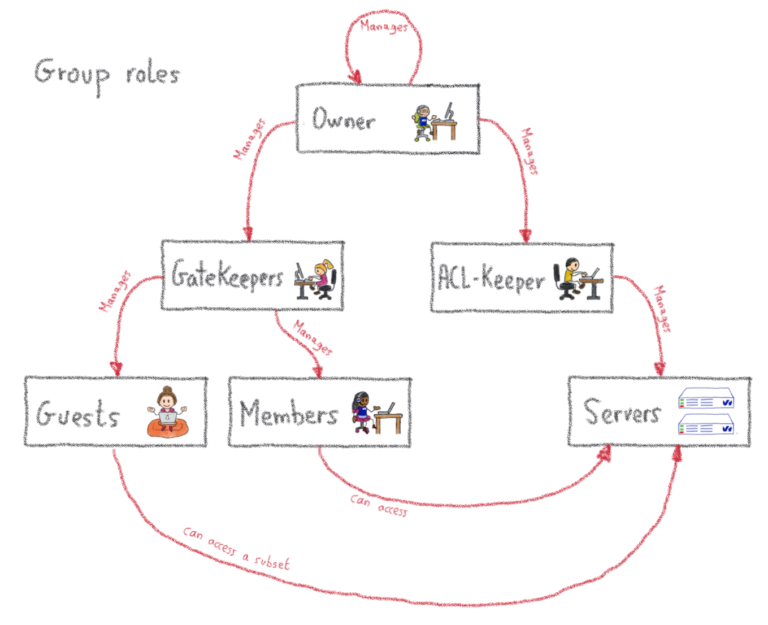 Manages
Group roles
Owner
Manages
Manages
GateKeepers
ACL-Keeper
Manages
Manages
Manages
Guests
Members
Servers
can access
can access a subset